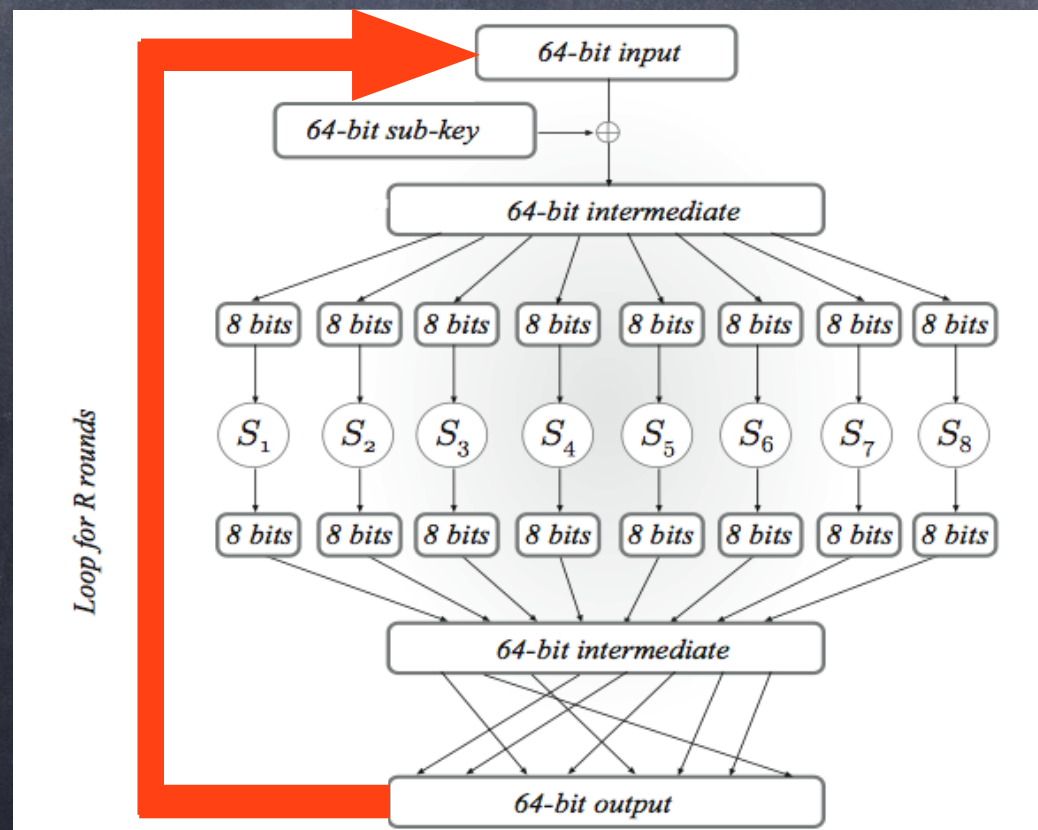 64-bit input
64-bit sub-key
64-bit intermediate
8 bits 8 bits 8 bits 8 bits 8 bits 8 bits 8 bits 8 bits
S₁ S₂ S₃ S₄ S₅ S₆ S₇ S₈
8 bits 8 bits 8 bits 8 bits 8 bits 8 bits 8 bits 8 bits
64-bit intermediate
64-bit output
Loop for R rounds